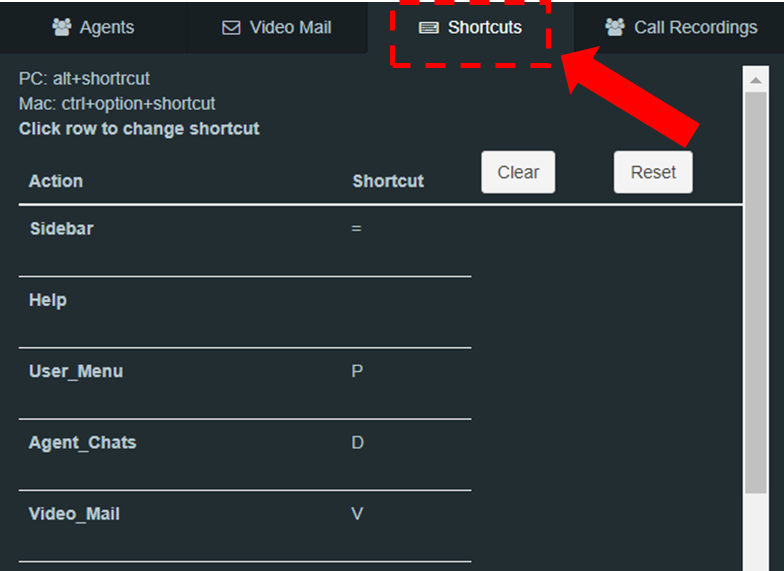 Agents Video Mail Shortcuts Call Recordings
PC: alt+shortrcut
Mac: ctrl+option+shortcut
Click row to change shortcut
Action Shortcut Clear Reset
Sidebar =
Help
User_Menu P
Agent_Chats D
Video_Mail V